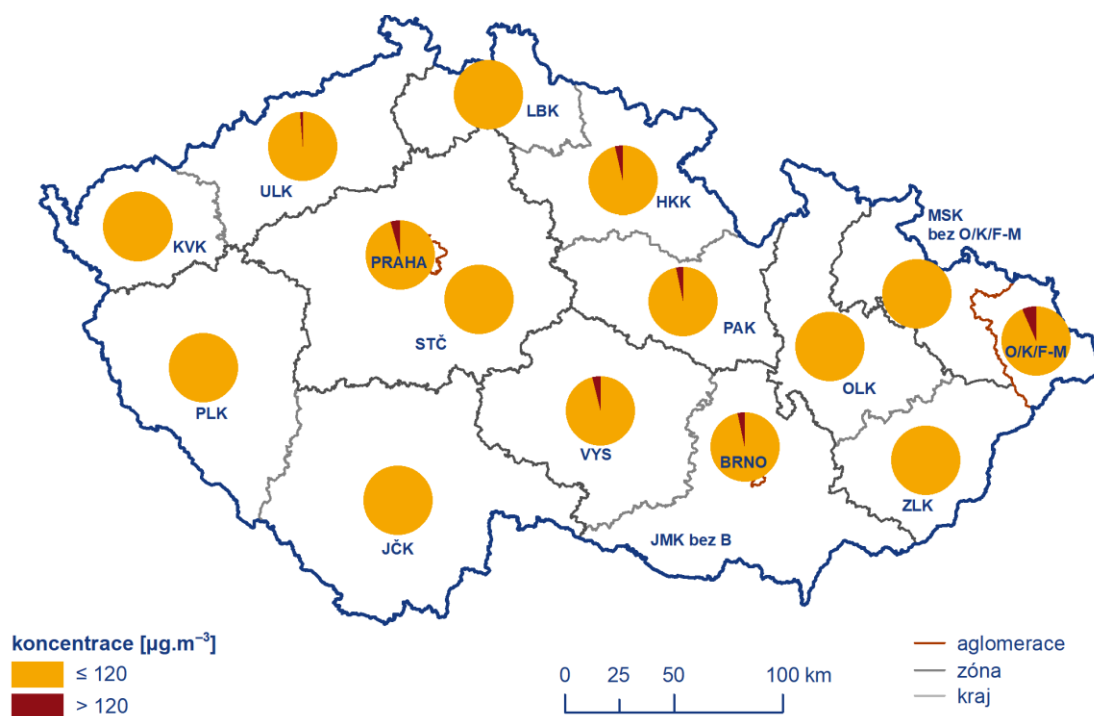 LBK
ULK
HKK
MSK
bez O/K/F-M
KVK
PRAHA
STČ
PAK
O/K/F-M
OLK
PLK
VYS
BRNO
ZLK
JČK
JMK bez B
koncentrace [µg.m⁻³]
≤ 120
> 120
0 25 50 100 km
aglomerace
zóna
kraj